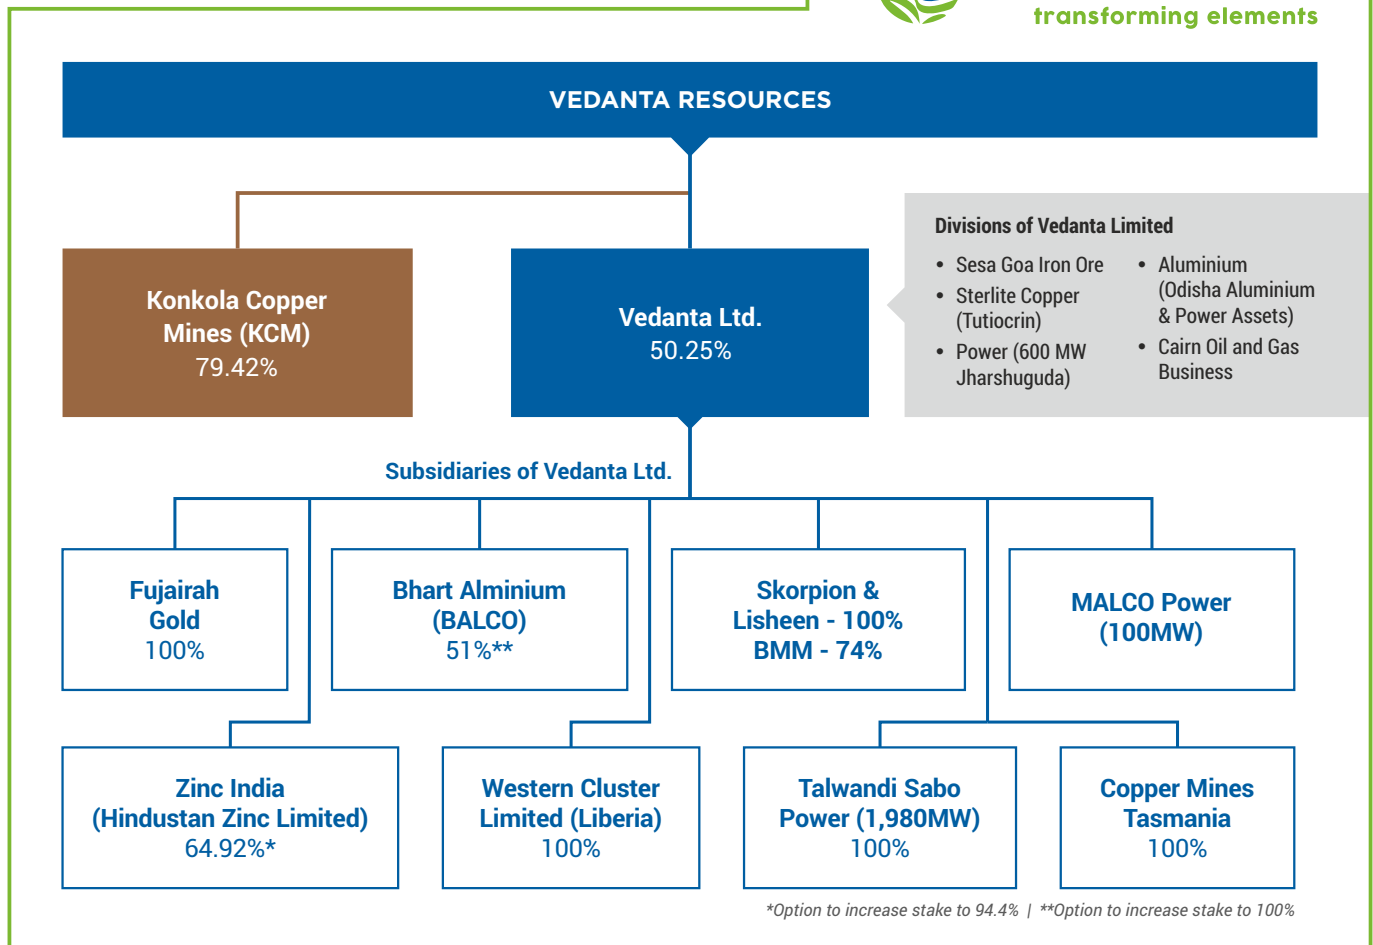 transforming elements
VEDANTA RESOURCES
Konkola Copper
Mines (KCM)
79.42%
Vedanta Ltd.
50.25%
Divisions of Vedanta Limited
• Sesa Goa Iron Ore
• Sterlite Copper
(Tutiocrin)
• Power (600 MW
Jharshuguda)
• Aluminium
(Odisha Aluminium
& Power Assets)
• Cairn Oil and Gas
Business
Subsidiaries of Vedanta Ltd.
Fujairah
Gold
100%
Bhart Alminium
(BALCO)
51%**
Skorpion &
Lisheen - 100%
BMM - 74%
MALCO Power
(100MW)
Zinc India
(Hindustan Zinc Limited)
64.92%*
Western Cluster
Limited (Liberia)
100%
Talwandi Sabo
Power (1,980MW)
100%
Copper Mines
Tasmania
100%
*Option to increase stake to 94.4% | **Option to increase stake to 100%